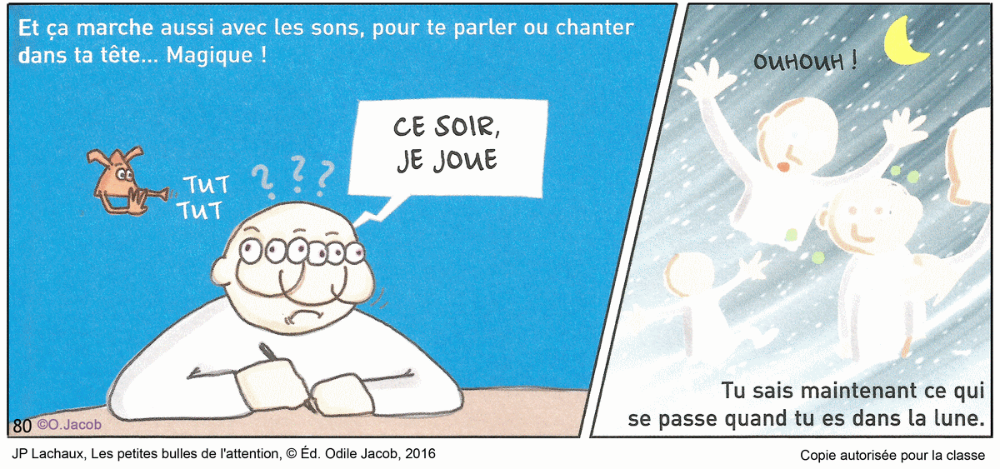 Et ça marche aussi avec les sons, pour te parler ou chanter
dans ta tête... Magique !
CE SOIR,
JE JOUE
TUT
TUT
? ? ?
80 ©O.Jacob
OUHOUH !
Tu sais maintenant ce qui
se passe quand tu es dans la lune.
JP Lachaux, Les petites bulles de l'attention, © Éd. Odile Jacob, 2016
Copie autorisée pour la classe